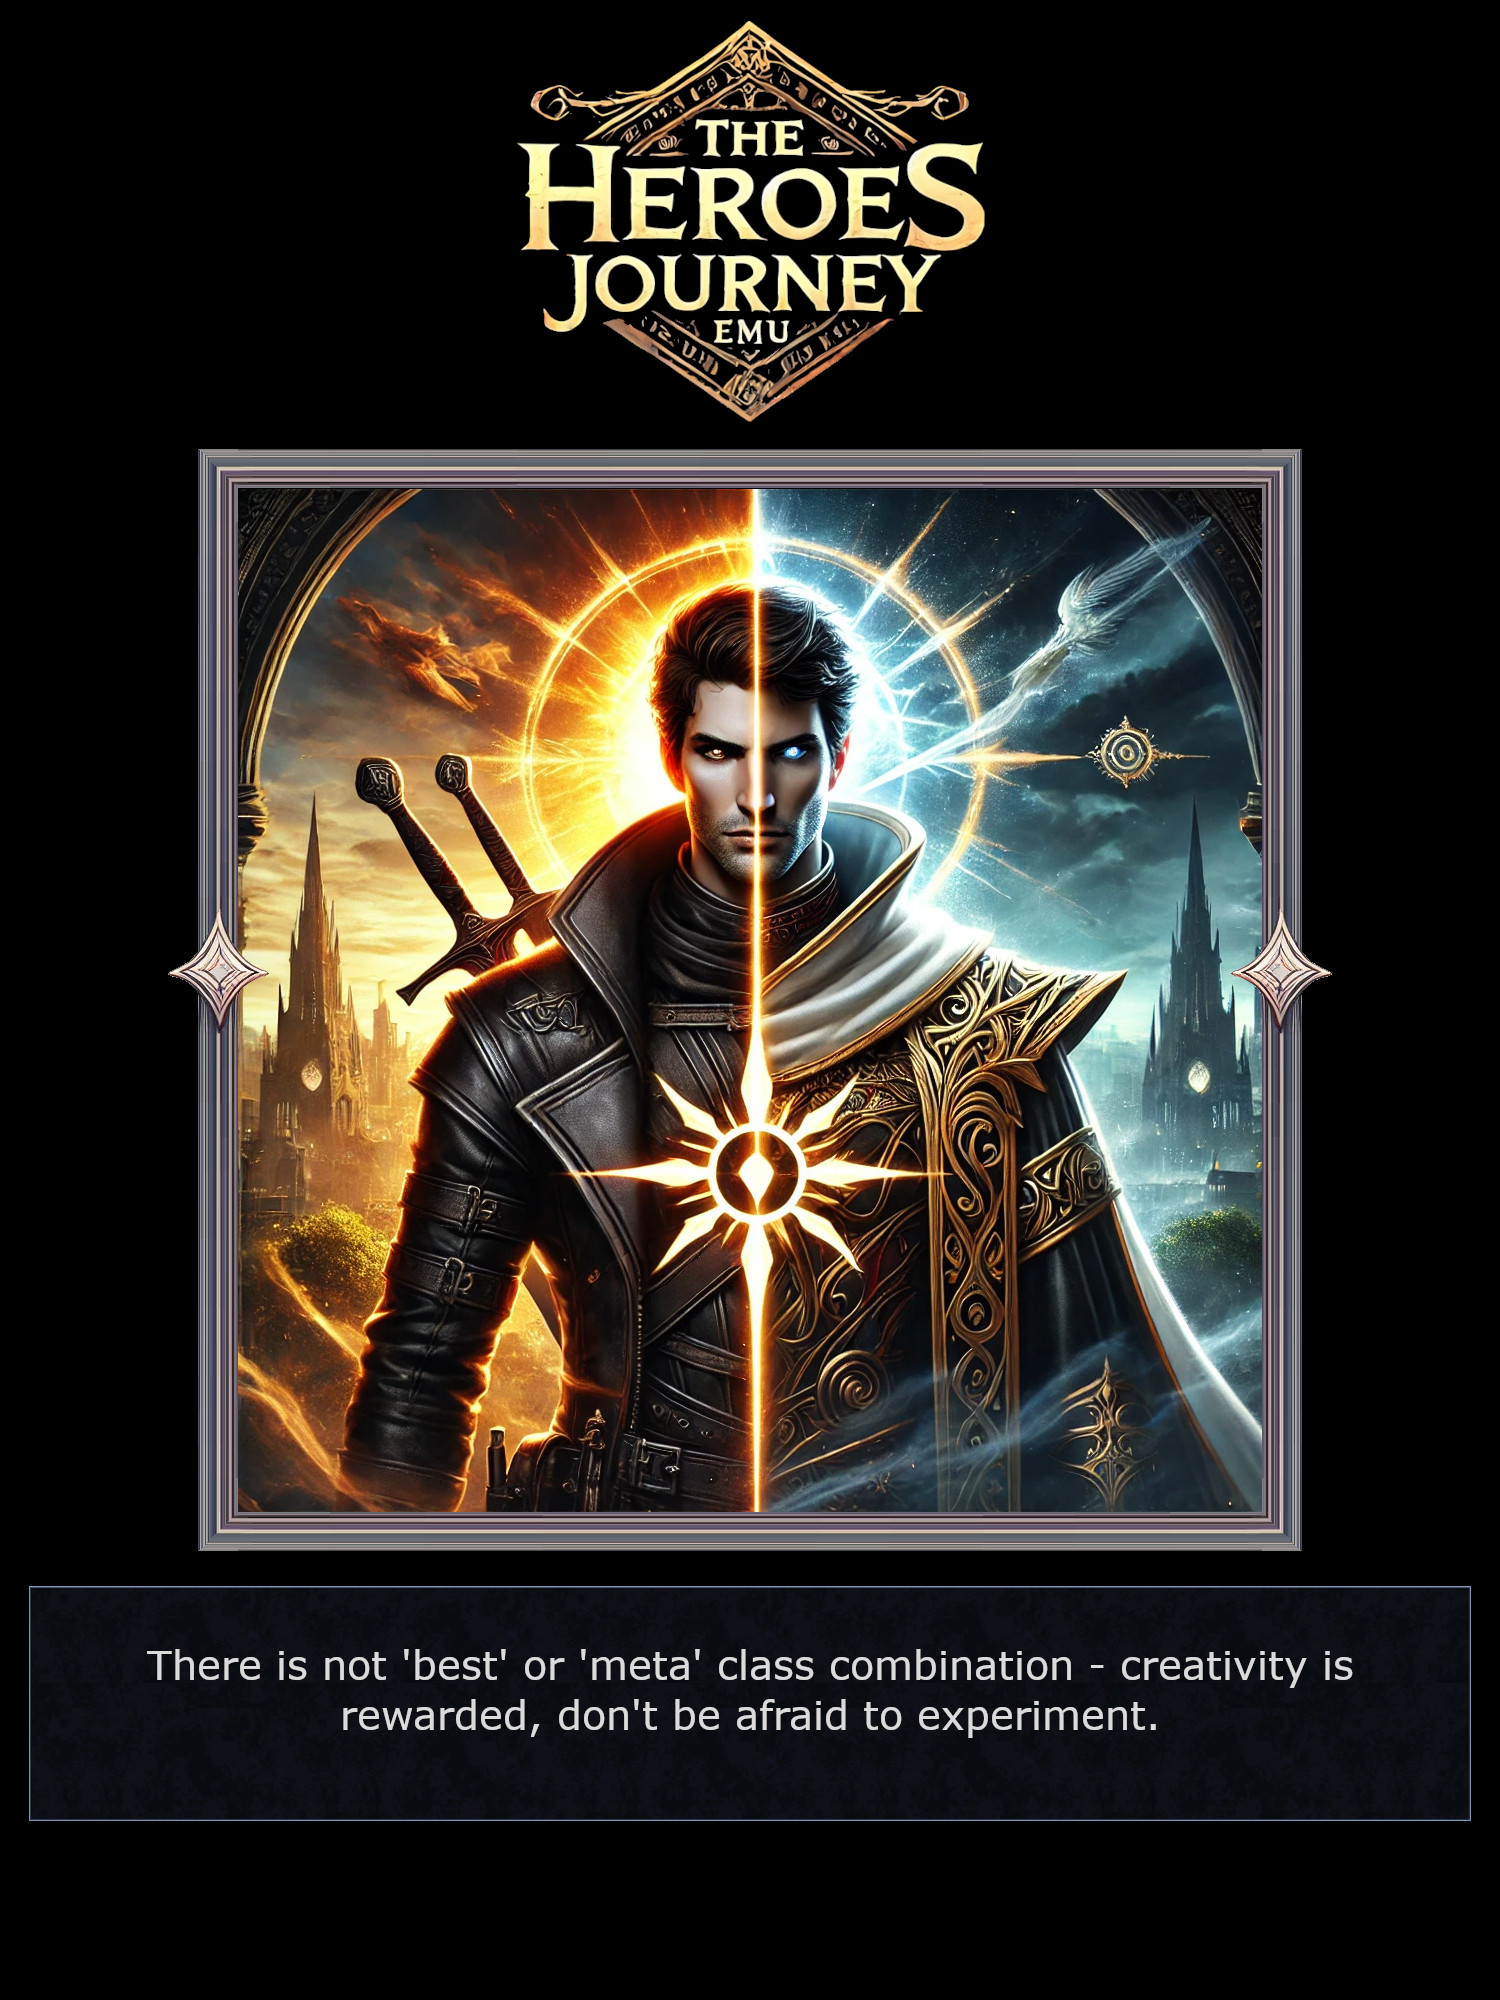 THE
HEROES
JOURNEY
EMU
There is not 'best' or 'meta' class combination - creativity is
rewarded, don't be afraid to experiment.